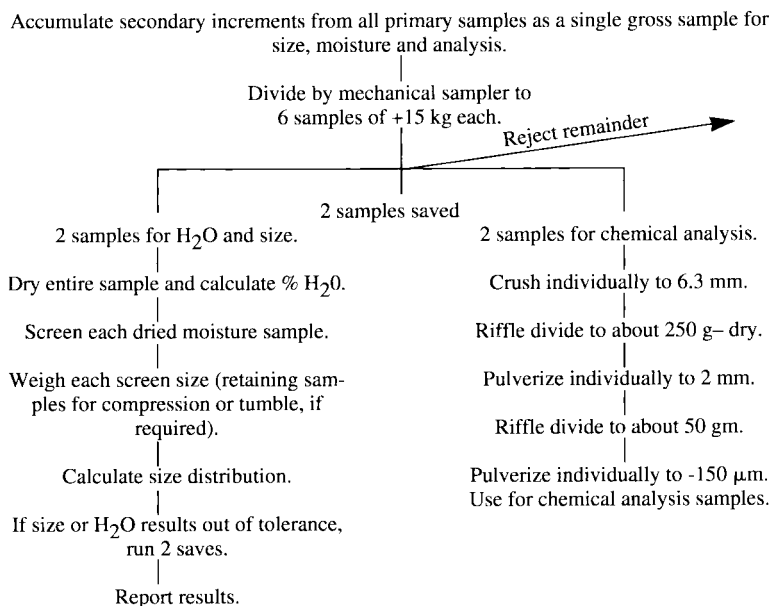 Accumulate secondary increments from all primary samples as a single gross sample for
size, moisture and analysis.
Divide by mechanical sampler to
6 samples of +15 kg each.
Reject remainder
2 samples saved
2 samples for H₂O and size.
Dry entire sample and calculate % H₂0.
Screen each dried moisture sample.
Weigh each screen size (retaining sam-
ples for compression or tumble, if
required).
Calculate size distribution.
If size or H₂O results out of tolerance,
run 2 saves.
Report results.
2 samples for chemical analysis.
Crush individually to 6.3 mm.
Riffle divide to about 250 g– dry.
Pulverize individually to 2 mm.
Riffle divide to about 50 gm.
Pulverize individually to -150 μm.
Use for chemical analysis samples.